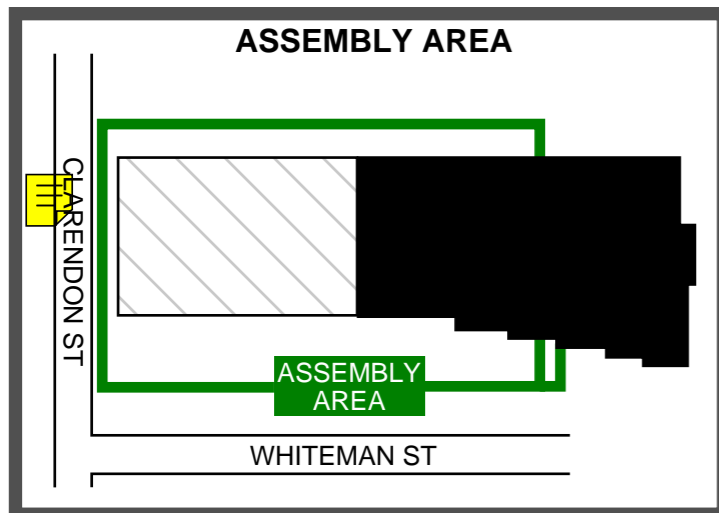 ASSEMBLY AREA
CLARENDON ST
ASSEMBLY
AREA
WHITEMAN ST